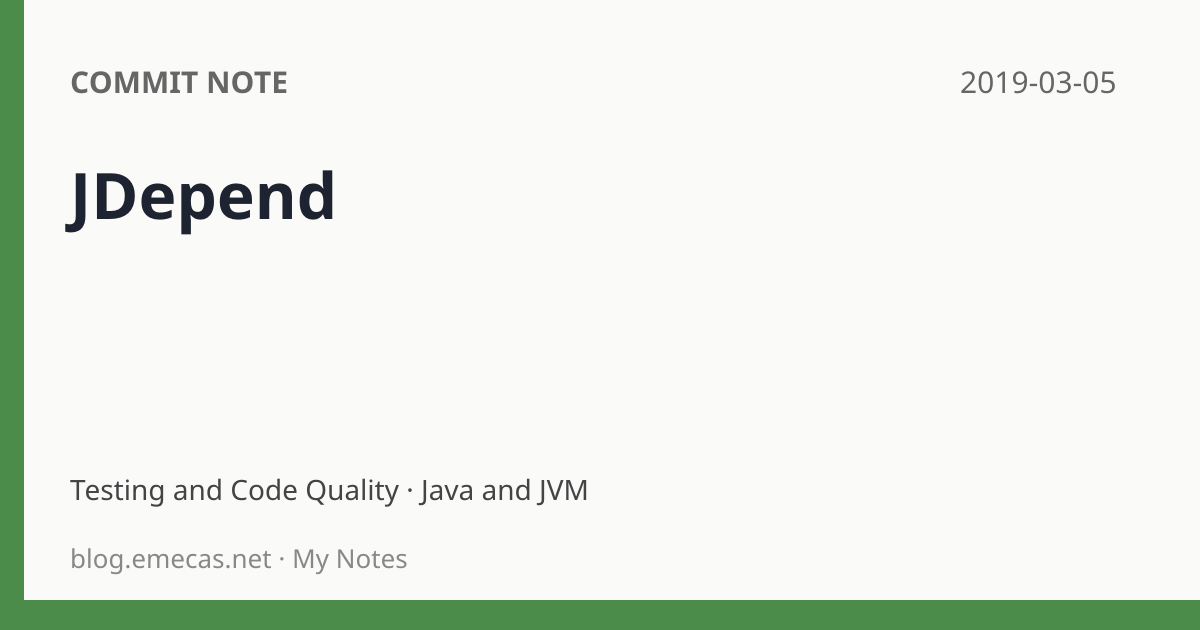 COMMIT NOTE
2019-03-05
JDepend
Testing and Code Quality · Java and JVM
blog.emecas.net · My Notes